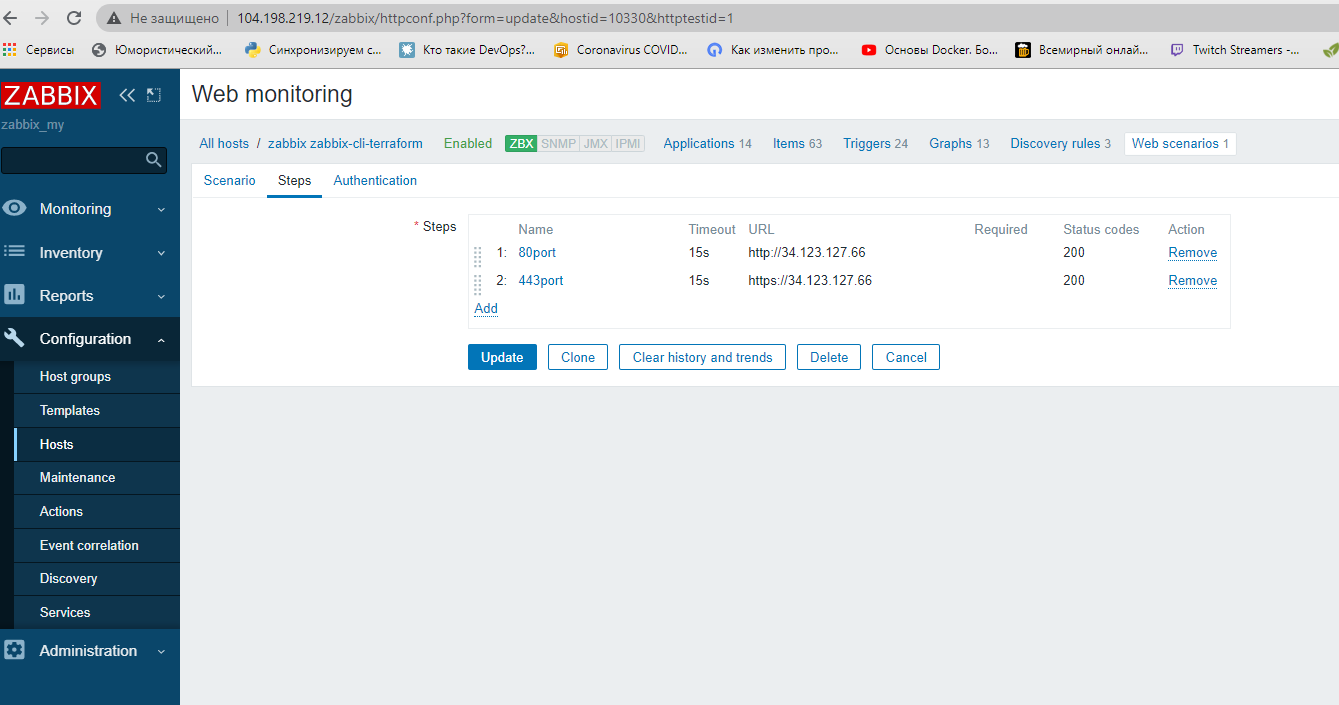 Не защищено 104.198.219.12/zabbix/httpconf.php?form=update&hostid=10330&httptestid=1
Сервисы Юмористический... Синхронизируем с... Кто такие DevOps?... Coronavirus COVID... Как изменить про... Основы Docker. Бо... Всемирный онлай... Twitch Streamers -...
ZABBIX
zabbix_my
Monitoring
Inventory
Reports
Configuration
Host groups
Templates
Hosts
Maintenance
Actions
Event correlation
Discovery
Services
Administration
Web monitoring
All hosts / zabbix zabbix-cli-terraform Enabled ZBX SNMP JMX IPMI Applications 14 Items 63 Triggers 24 Graphs 13 Discovery rules 3 Web scenarios 1
Scenario Steps Authentication
* Steps
Name Timeout URL Required Status codes Action
1: 80port 15s http://34.123.127.66 200 Remove
2: 443port 15s https://34.123.127.66 200 Remove
Add
Update Clone Clear history and trends Delete Cancel